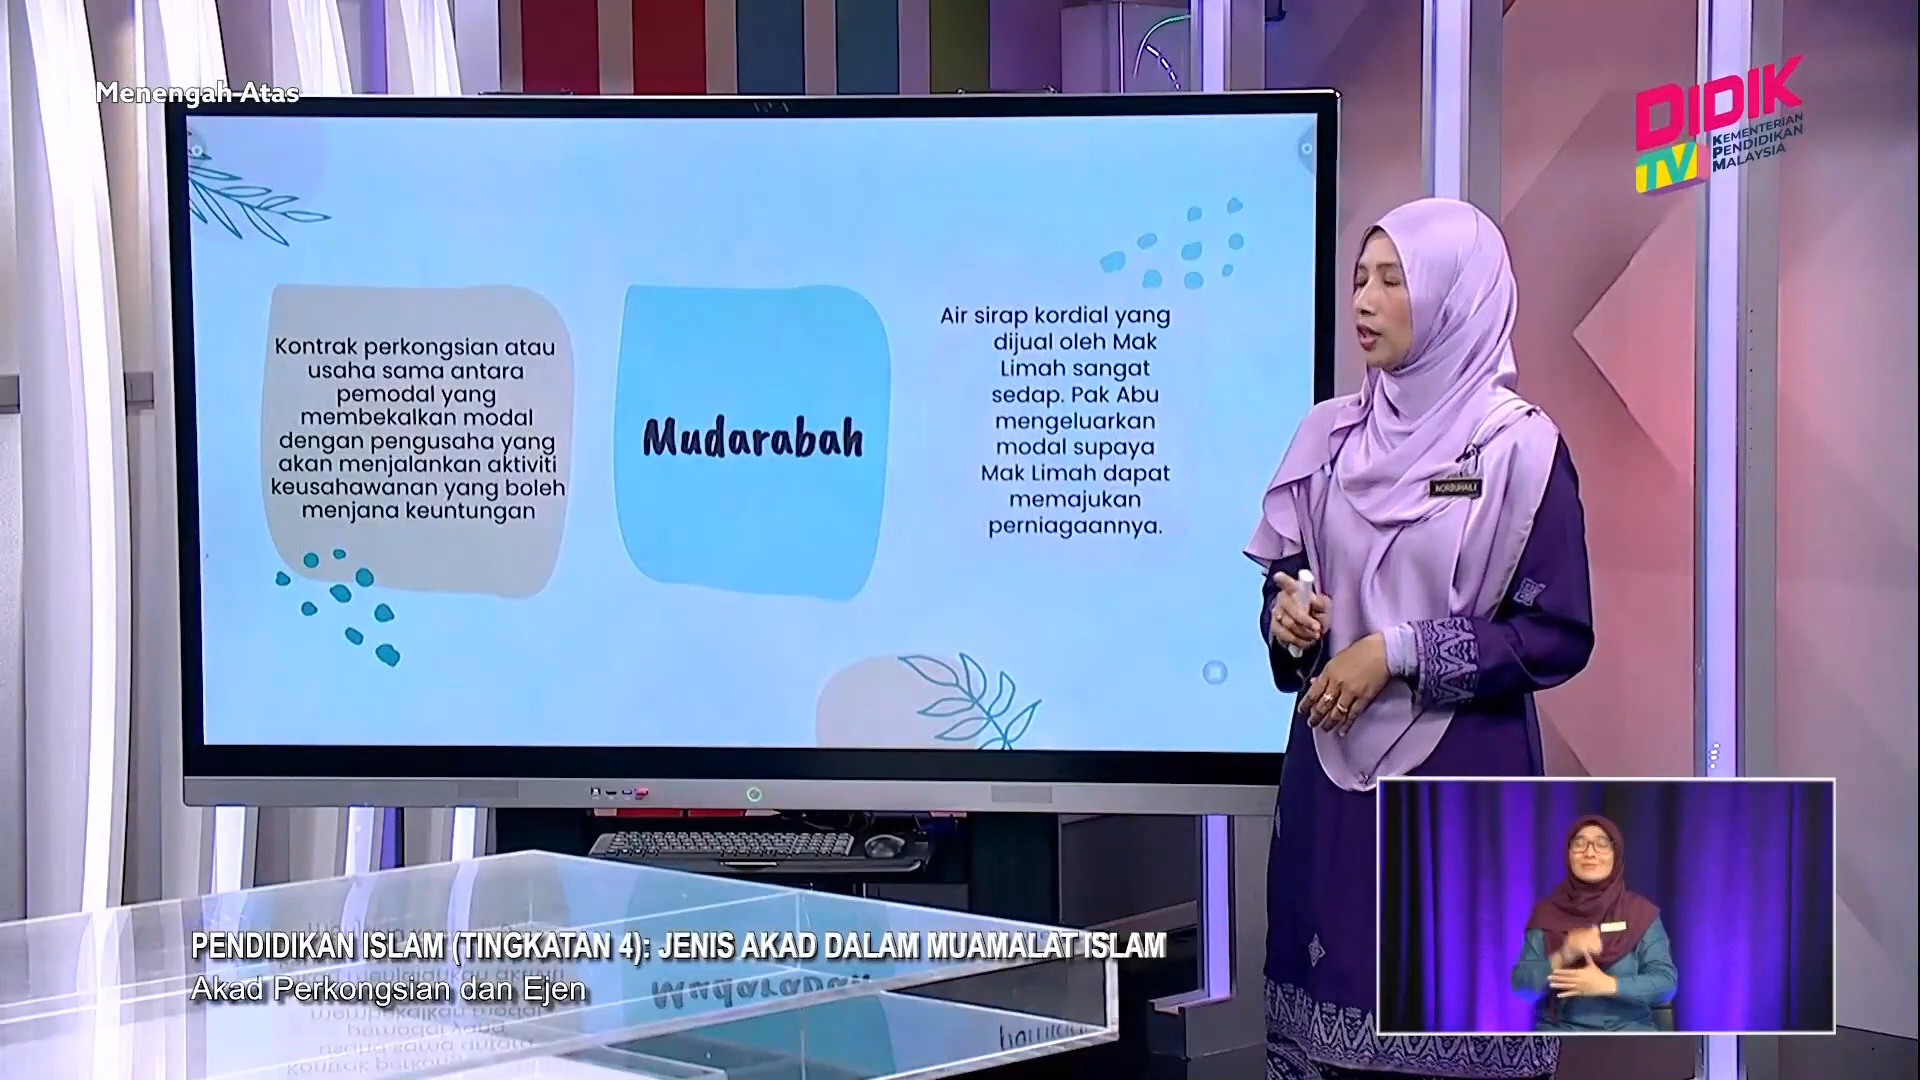 Menengah Atas
DIDIK
TV
KEMENTERIAN
PENDIDIKAN
MALAYSIA
Kontrak perkongsian atau
usaha sama antara
pemodal yang
membekalkan modal
dengan pengusaha yang
akan menjalankan aktiviti
keusahawanan yang boleh
menjana keuntungan
Mudarabah
Air sirap kordial yang
dijual oleh Mak
Limah sangat
sedap. Pak Abu
mengeluarkan
modal supaya
Mak Limah dapat
memajukan
perniagaannya.
PENDIDIKAN ISLAM (TINGKATAN 4): JENIS AKAD DALAM MUAMALAT ISLAM
Akad Perkongsian dan Ejen